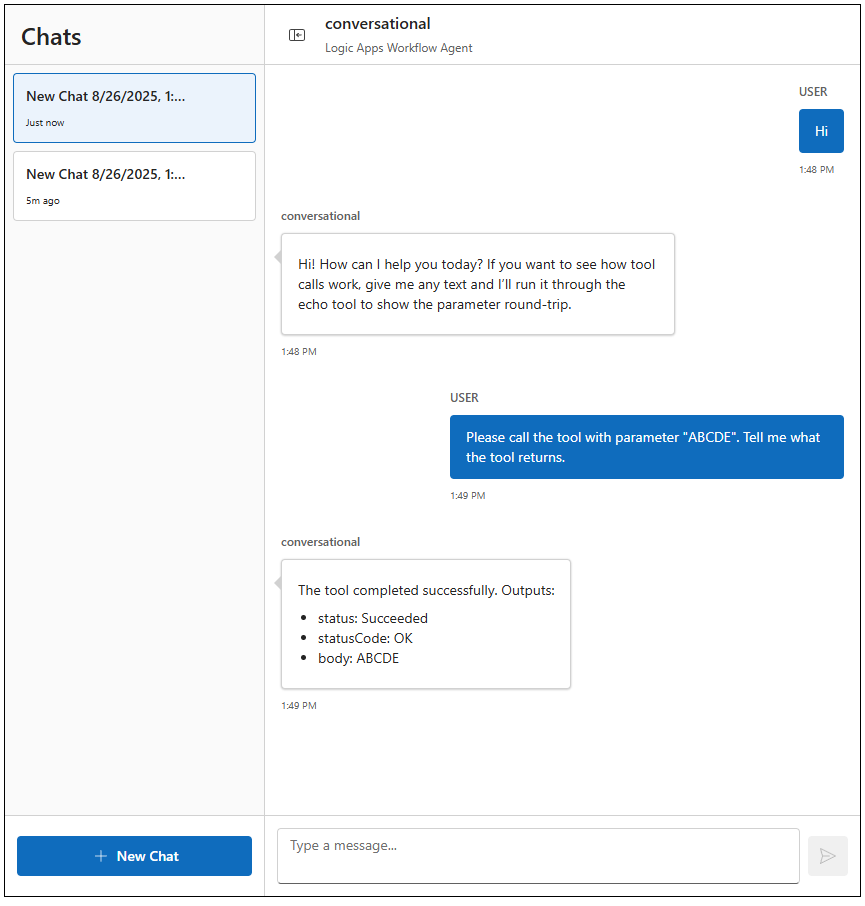 Chats
New Chat 8/26/2025, 1:...
Just now
New Chat 8/26/2025, 1:...
5m ago
New Chat
conversational
Logic Apps Workflow Agent
USER
Hi
1:48 PM
conversational
Hi! How can I help you today? If you want to see how tool
calls work, give me any text and I’ll run it through the
echo tool to show the parameter round-trip.
1:48 PM
USER
Please call the tool with parameter "ABCDE". Tell me what
the tool returns.
1:49 PM
conversational
The tool completed successfully. Outputs:
• status: Succeeded
• statusCode: OK
• body: ABCDE
1:49 PM
Type a message...